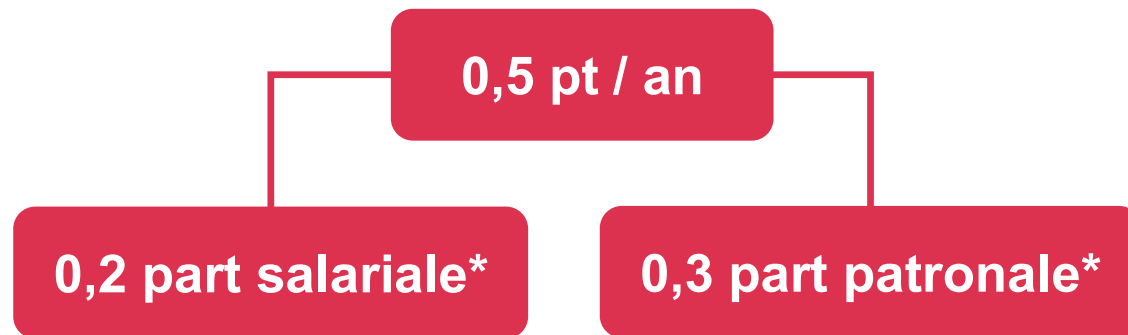 0,5 pt / an
0,2 part salariale*
0,3 part patronale*